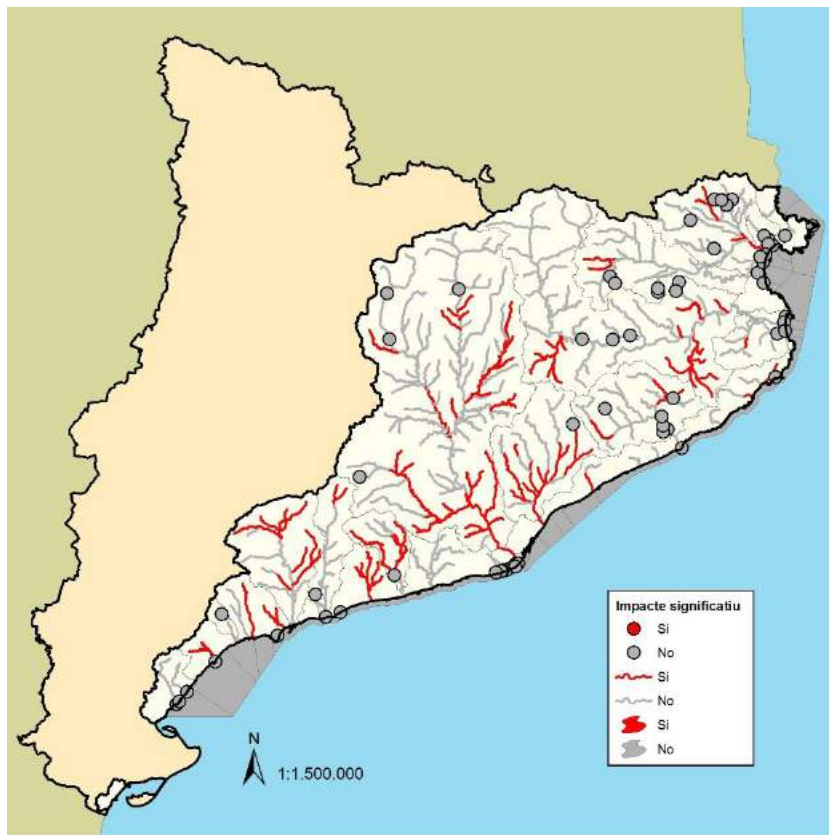 Impacte significatiu
Si
No
Si
No
Si
No
N
1:1.500.000